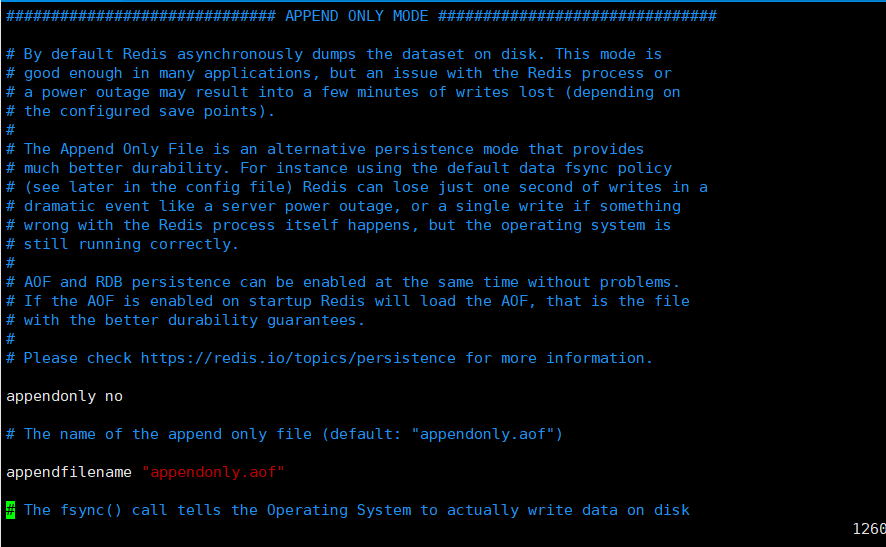 ############################## APPEND ONLY MODE ###############################
# By default Redis asynchronously dumps the dataset on disk. This mode is
# good enough in many applications, but an issue with the Redis process or
# a power outage may result into a few minutes of writes lost (depending on
# the configured save points).
#
# The Append Only File is an alternative persistence mode that provides
# much better durability. For instance using the default data fsync policy
# (see later in the config file) Redis can lose just one second of writes in a
# dramatic event like a server power outage, or a single write if something
# wrong with the Redis process itself happens, but the operating system is
# still running correctly.
#
# AOF and RDB persistence can be enabled at the same time without problems.
# If the AOF is enabled on startup Redis will load the AOF, that is the file
# with the better durability guarantees.
#
# Please check https://redis.io/topics/persistence for more information.
appendonly no
# The name of the append only file (default: "appendonly.aof")
appendfilename "appendonly.aof"
# The fsync() call tells the Operating System to actually write data on disk
1260